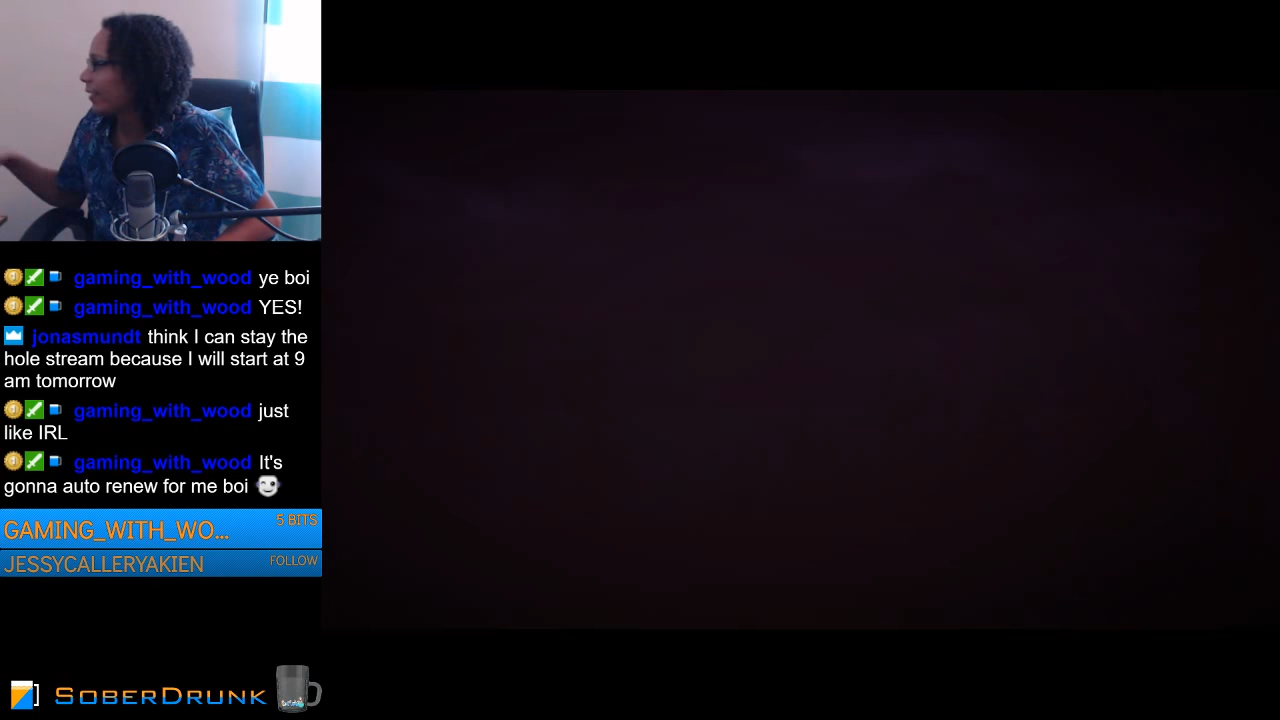 gaming_with_wood ye boi
gaming_with_wood YES!
jonasmundt think I can stay the
hole stream because I will start at 9
am tomorrow
gaming_with_wood just
like IRL
gaming_with_wood It's
gonna auto renew for me boi
GAMING_WITH_WO... 5 BITS
JESSYCALLERYAKIEN FOLLOW
SOBERDRUNK